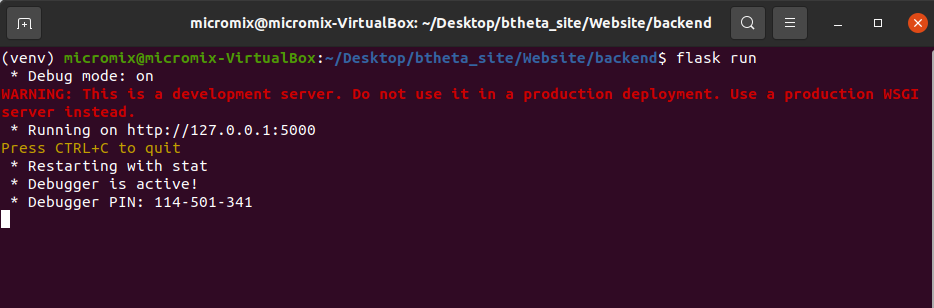 micromix@micromix-VirtualBox: ~/Desktop/btheta_site/Website/backend
(venv) micromix@micromix-VirtualBox:~/Desktop/btheta_site/Website/backend$ flask run
 * Debug mode: on
WARNING: This is a development server. Do not use it in a production deployment. Use a production WSGI
server instead.
 * Running on http://127.0.0.1:5000
Press CTRL+C to quit
 * Restarting with stat
 * Debugger is active!
 * Debugger PIN: 114-501-341